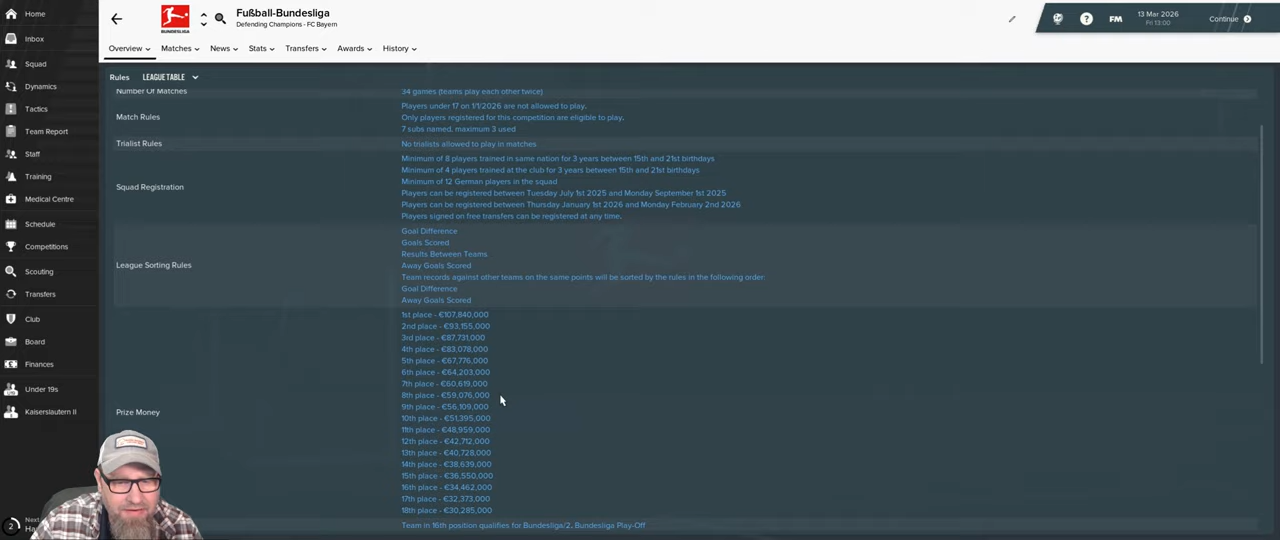 Home
Inbox
Squad
Dynamics
Tactics
Team Report
Staff
Training
Medical Centre
Schedule
Competitions
Scouting
Transfers
Club
Board
Finances
Under 19s
Kaiserslautern II
2
Next
BUNDESLIGA
Fußball-Bundesliga
Defending Champions - FC Bayern
?
FM
13 Mar 2026
Fri 13:00
Continue
Overview
Matches
News
Stats
Transfers
Awards
History
Rules LEAGUE TABLE
Number Of Matches
34 games (teams play each other twice)
Match Rules
Players under 17 on 1/1/2026 are not allowed to play.
Only players registered for this competition are eligible to play.
7 subs named, maximum 3 used
Trialist Rules
No trialists allowed to play in matches
Squad Registration
Minimum of 8 players trained in same nation for 3 years between 15th and 21st birthdays
Minimum of 4 players trained at the club for 3 years between 15th and 21st birthdays
Minimum of 12 German players in the squad
Players can be registered between Tuesday July 1st 2025 and Monday September 1st 2025
Players can be registered between Thursday January 1st 2026 and Monday February 2nd 2026
Players signed on free transfers can be registered at any time.
League Sorting Rules
Goal Difference
Goals Scored
Results Between Teams
Away Goals Scored
Team records against other teams on the same points will be sorted by the rules in the following order:
Goal Difference
Away Goals Scored
Prize Money
1st place - €107,840,000
2nd place - €93,155,000
3rd place - €87,731,000
4th place - €83,078,000
5th place - €67,776,000
6th place - €64,203,000
7th place - €60,619,000
8th place - €59,076,000
9th place - €56,109,000
10th place - €51,395,000
11th place - €48,959,000
12th place - €42,712,000
13th place - €40,728,000
14th place - €38,639,000
15th place - €36,550,000
16th place - €34,462,000
17th place - €32,373,000
18th place - €30,285,000
Team in 16th position qualifies for Bundesliga/2. Bundesliga Play-Off